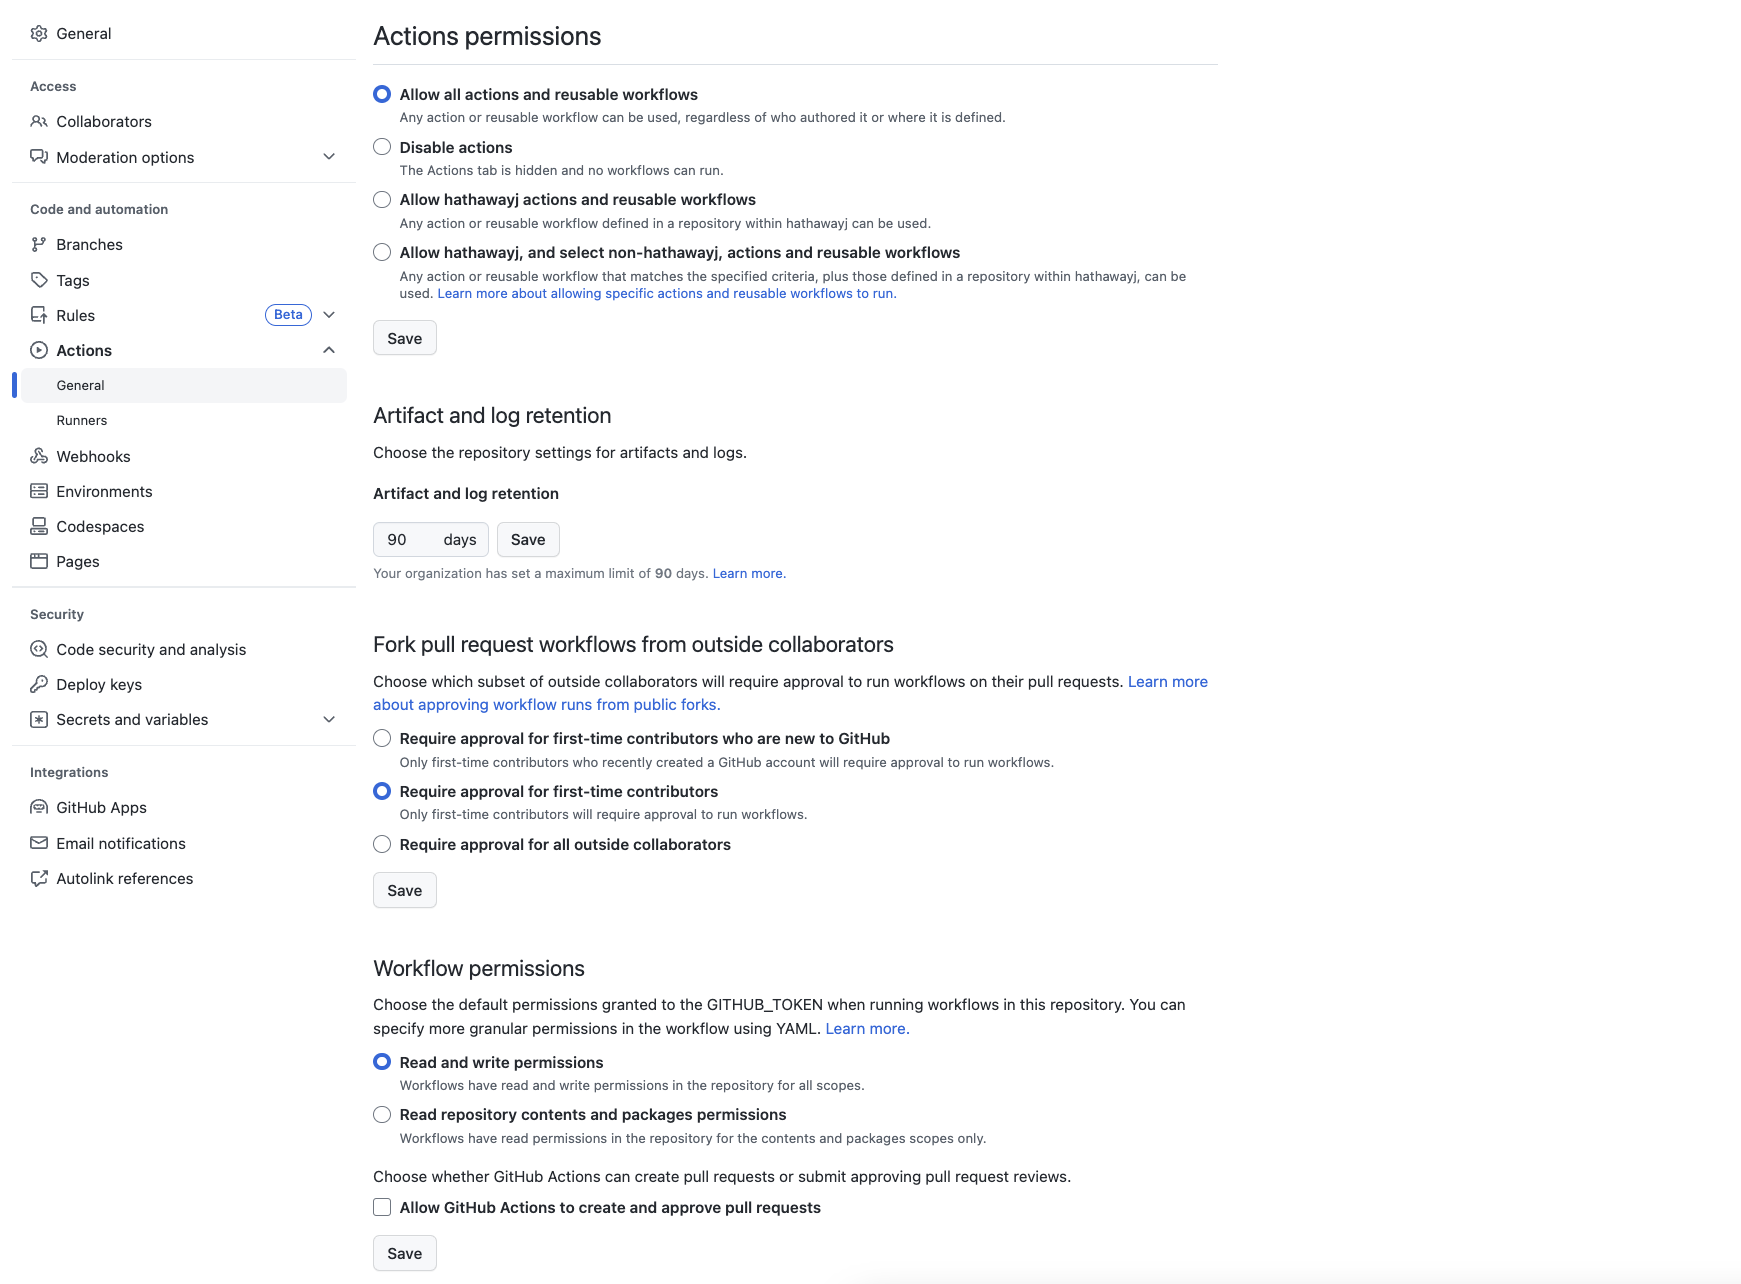 General
Access
Collaborators
Moderation options
Code and automation
Branches
Tags
Rules Beta
Actions
General
Runners
Webhooks
Environments
Codespaces
Pages
Security
Code security and analysis
Deploy keys
Secrets and variables
Integrations
GitHub Apps
Email notifications
Autolink references
Actions permissions
Allow all actions and reusable workflows
Any action or reusable workflow can be used, regardless of who authored it or where it is defined.
Disable actions
The Actions tab is hidden and no workflows can run.
Allow hathawayj actions and reusable workflows
Any action or reusable workflow defined in a repository within hathawayj can be used.
Allow hathawayj, and select non-hathawayj, actions and reusable workflows
Any action or reusable workflow that matches the specified criteria, plus those defined in a repository within hathawayj, can be
used. Learn more about allowing specific actions and reusable workflows to run.
Save
Artifact and log retention
Choose the repository settings for artifacts and logs.
Artifact and log retention
90 days Save
Your organization has set a maximum limit of 90 days. Learn more.
Fork pull request workflows from outside collaborators
Choose which subset of outside collaborators will require approval to run workflows on their pull requests. Learn more
about approving workflow runs from public forks.
Require approval for first-time contributors who are new to GitHub
Only first-time contributors who recently created a GitHub account will require approval to run workflows.
Require approval for first-time contributors
Only first-time contributors will require approval to run workflows.
Require approval for all outside collaborators
Save
Workflow permissions
Choose the default permissions granted to the GITHUB_TOKEN when running workflows in this repository. You can
specify more granular permissions in the workflow using YAML. Learn more.
Read and write permissions
Workflows have read and write permissions in the repository for all scopes.
Read repository contents and packages permissions
Workflows have read permissions in the repository for the contents and packages scopes only.
Choose whether GitHub Actions can create pull requests or submit approving pull request reviews.
Allow GitHub Actions to create and approve pull requests
Save